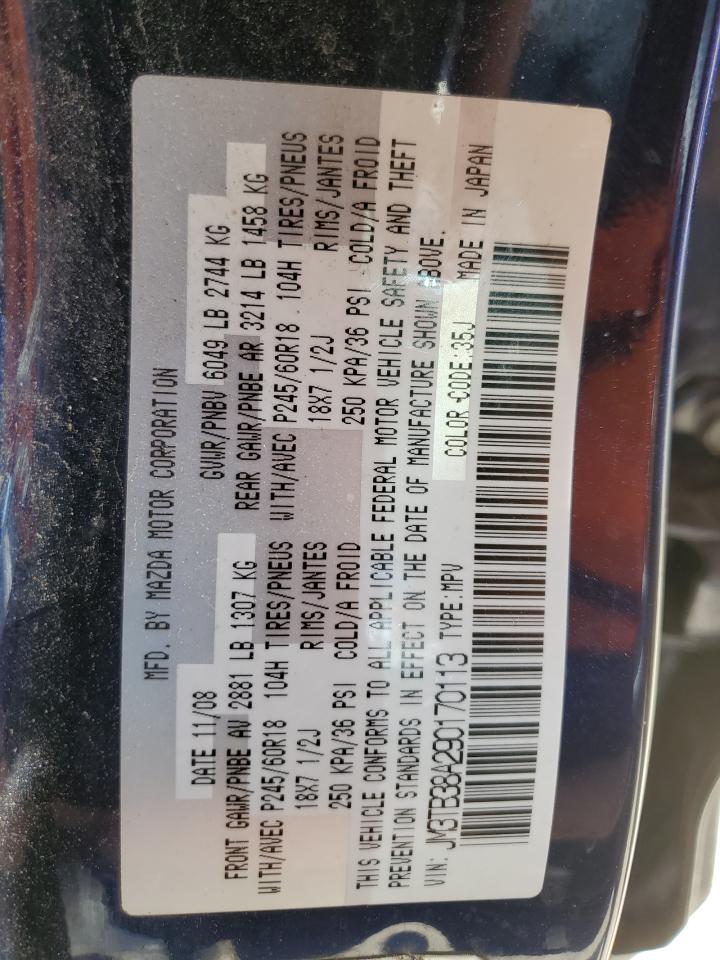 MFD. BY MAZDA MOTOR CORPORATION
DATE 11/08 GVWR/PNBV 6049 LB 2744 KG
FRONT GAWR/PNBE AV 2881 LB 1307 KG REAR GAWR/PNBE AR 3214 LB 1458 KG
WITH/AVEC P245/60R18 104H TIRES/PNEUS WITH/AVEC P245/60R18 104H TIRES/PNEUS
18X7 1/2J RIMS/JANTES 18X7 1/2J RIMS/JANTES
250 KPA/36 PSI COLD/A FROID 250 KPA/36 PSI COLD/A FROID
THIS VEHICLE CONFORMS TO ALL APPLICABLE FEDERAL MOTOR VEHICLE SAFETY AND THEFT
PREVENTION STANDARDS IN EFFECT ON THE DATE OF MANUFACTURE SHOWN ABOVE.
VIN: JM3TB38A290170113 TYPE:MPV COLOR CODE:35J MADE IN JAPAN